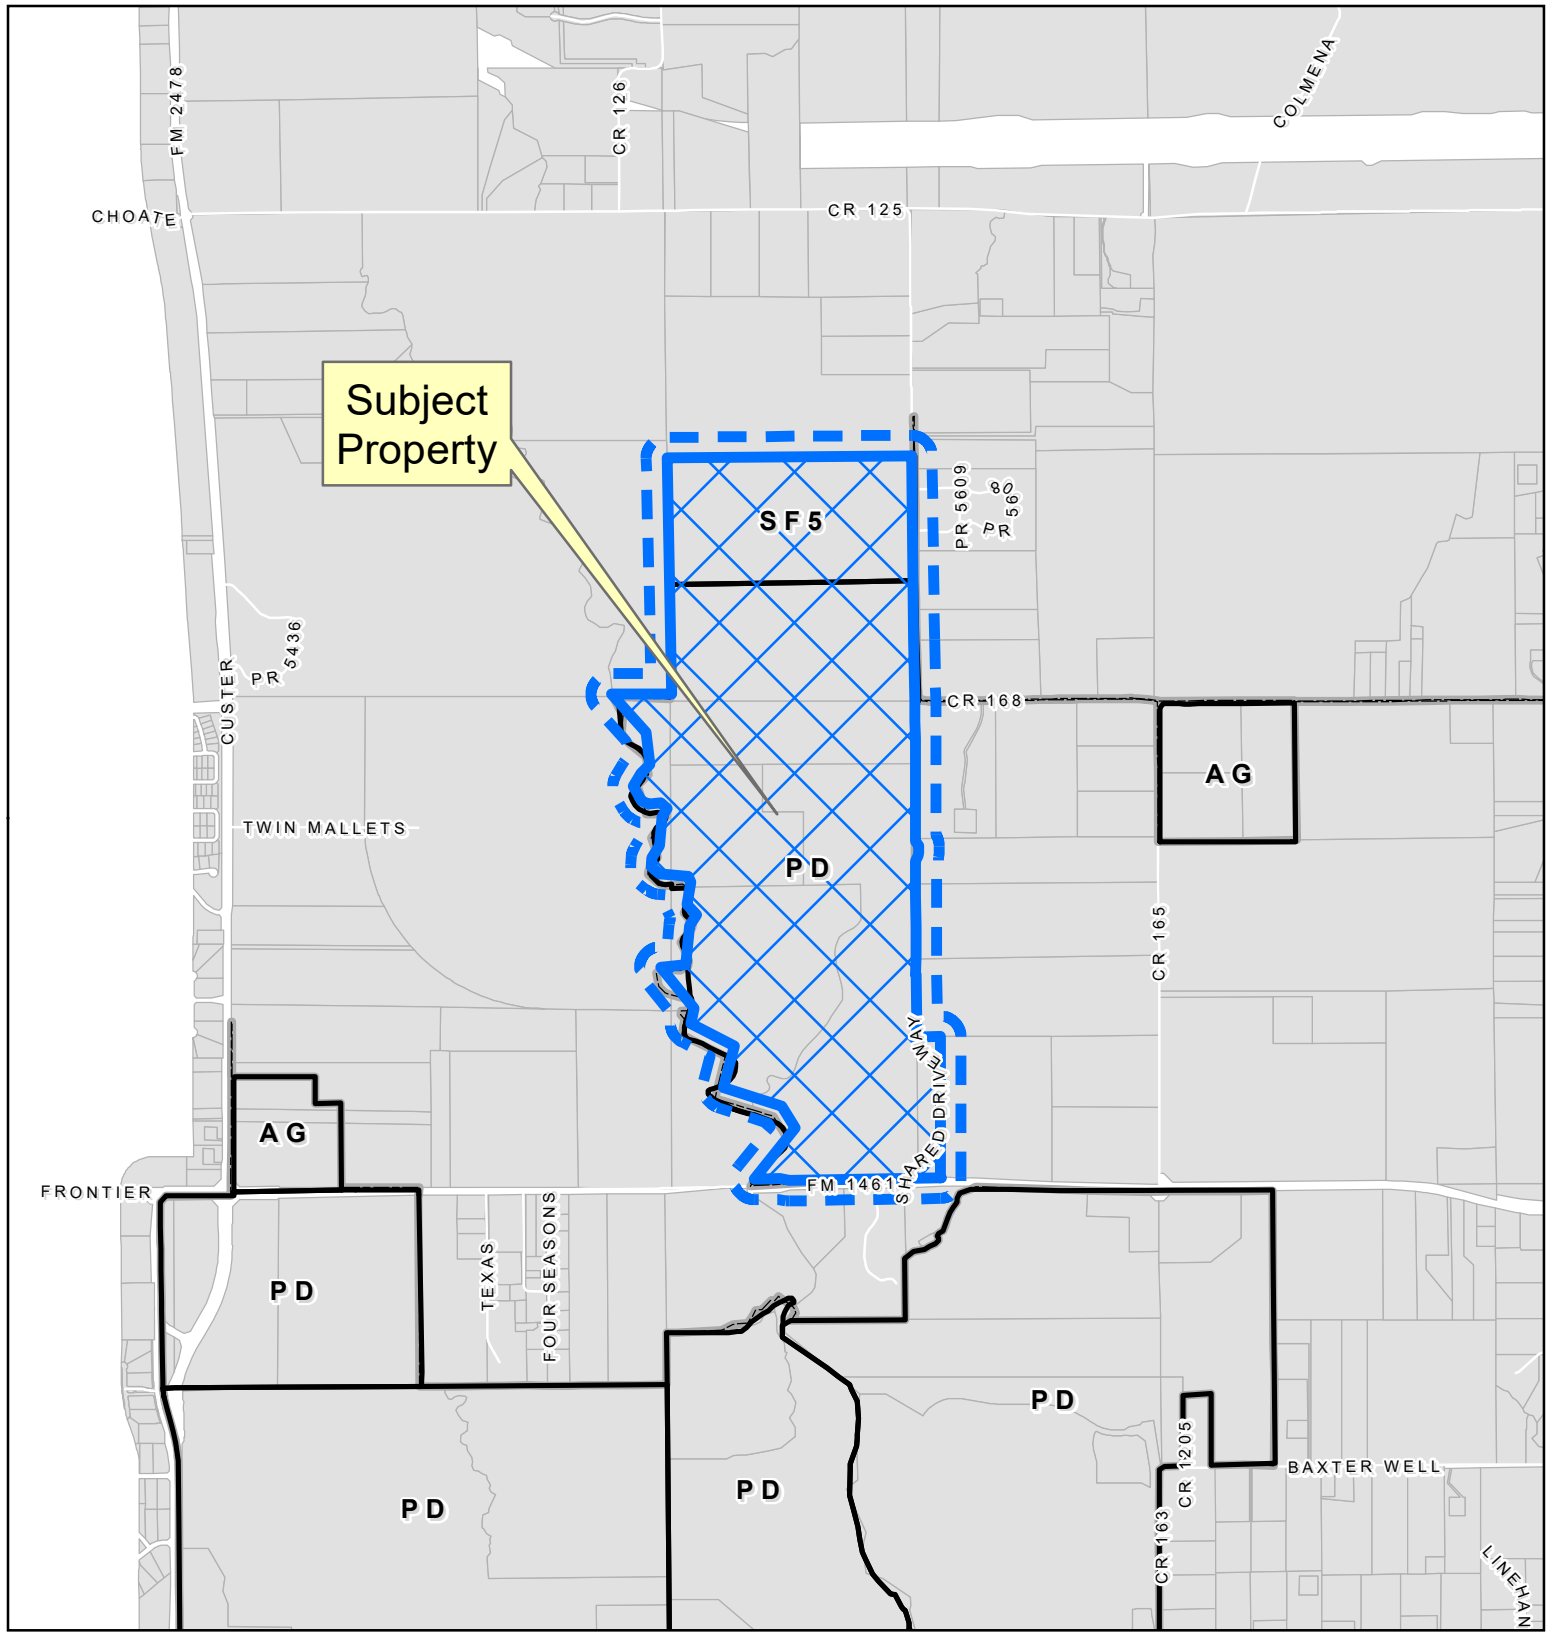 FM 2478
CR 126
COLMENA
CHOATE
CR 125
Subject
Property
SF5
PR 5609
PR 5608
PR 5436
CUSTER
CR 168
AG
TWIN MALLETS
PD
CR 165
SHARED DRIVEWAY
AG
FRONTIER
FM 1461
TEXAS
FOUR SEASONS
PD
PD
CR 1205
BAXTER WELL
PD
PD
CR 163
LINEHAN